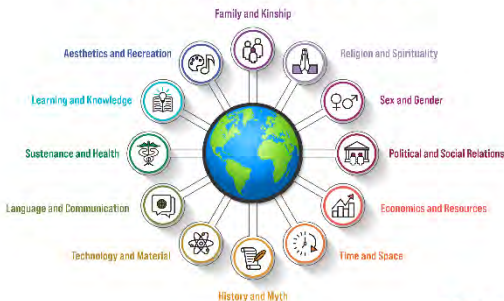 Family and Kinship
Aesthetics and Recreation
Religion and Spirituality
Learning and Knowledge
Sex and Gender
Sustenance and Health
Political and Social Relations
Language and Communication
Economics and Resources
Technology and Material
Time and Space
History and Myth